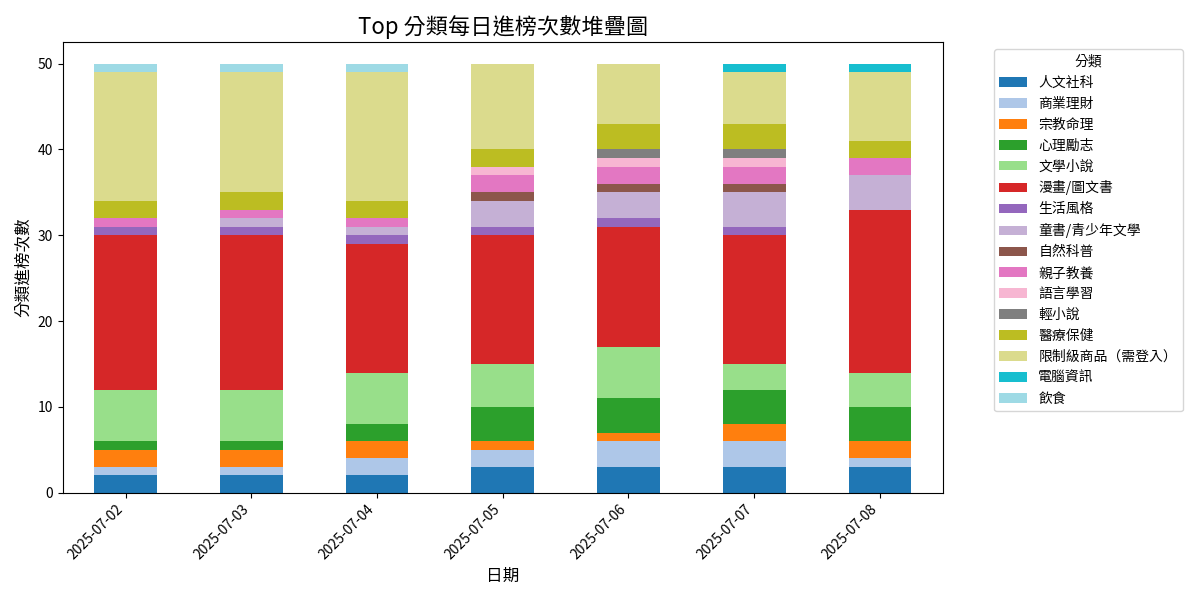 Top 分類每日進榜次數堆疊圖
分類進榜次數
50
40
30
20
10
0
2025-07-02
2025-07-03
2025-07-04
2025-07-05
2025-07-06
2025-07-07
2025-07-08
日期
分類
人文社科
商業理財
宗教命理
心理勵志
文學小說
漫畫/圖文書
生活風格
童書/青少年文學
自然科普
親子教養
語言學習
輕小說
醫療保健
限制級商品（需登入）
電腦資訊
飲食